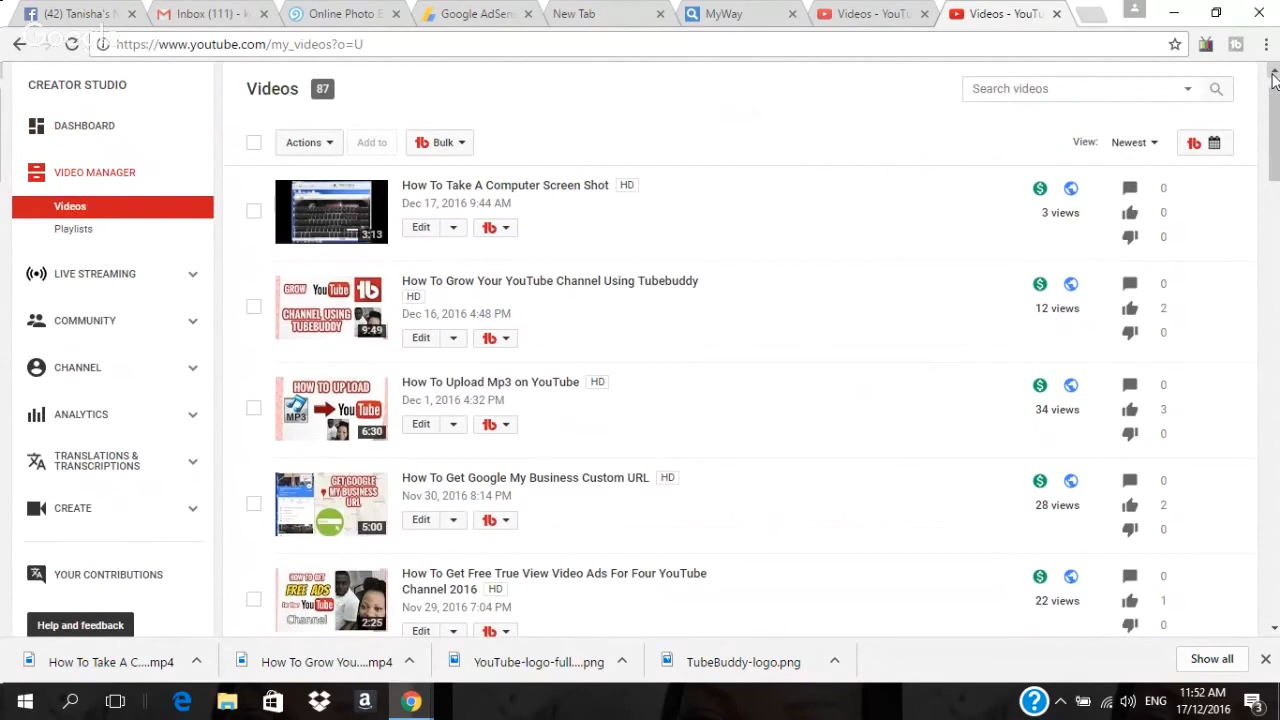 (42) Tanisha's N
Inbox (111) - k
Online Photo E
Google AdSen
New Tab
MyWay
Videos - YouTu
Videos - YouTu
Google
https://www.youtube.com/my_videos?o=U
CREATOR STUDIO
DASHBOARD
VIDEO MANAGER
Videos
Playlists
LIVE STREAMING
COMMUNITY
CHANNEL
ANALYTICS
TRANSLATIONS &
TRANSCRIPTIONS
CREATE
YOUR CONTRIBUTIONS
Help and feedback
Videos 87
Search videos
Actions
Add to
Bulk
View: Newest
How To Take A Computer Screen Shot HD
Dec 17, 2016 9:44 AM
Edit
3:13
3 views
0
0
0
How To Grow Your YouTube Channel Using Tubebuddy
HD
Dec 16, 2016 4:48 PM
Edit
GROW YouTube
CHANNEL USING
TUBEBUDDY
9:49
12 views
0
2
0
How To Upload Mp3 on YouTube HD
Dec 1, 2016 4:32 PM
Edit
HOW TO UPLOAD
MP3 YouTube
6:30
34 views
0
3
0
How To Get Google My Business Custom URL HD
Nov 30, 2016 8:14 PM
Edit
GET GOOGLE
MY BUSINESS
URL
5:00
28 views
0
2
0
How To Get Free True View Video Ads For Four YouTube
Channel 2016 HD
Nov 29, 2016 7:04 PM
Edit
HOW TO GET
FREE ADS
YouTube
Channel
2:25
22 views
0
1
0
How To Take A C....mp4
How To Grow You....mp4
YouTube-logo-full....png
TubeBuddy-logo.png
Show all
ENG
11:52 AM
17/12/2016
3